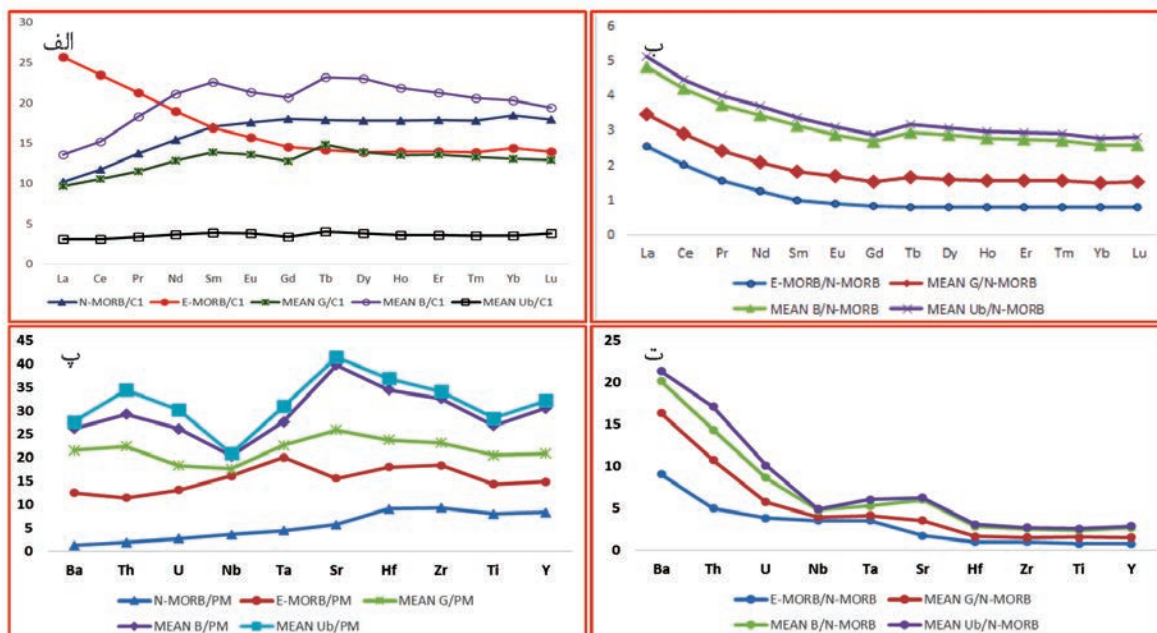 الف
30
25
20
15
10
5
0
La Ce Pr Nd Sm Eu Gd Tb Dy Ho Er Tm Yb Lu
N-MORB/C1 E-MORB/C1 MEAN G/C1 MEAN B/C1 MEAN Ub/C1
ب
6
5
4
3
2
1
0
La Ce Pr Nd Sm Eu Gd Tb Dy Ho Er Tm Yb Lu
E-MORB/N-MORB MEAN G/N-MORB
MEAN B/N-MORB MEAN Ub/N-MORB
پ
45
40
35
30
25
20
15
10
5
0
Ba Th U Nb Ta Sr Hf Zr Ti Y
N-MORB/PM E-MORB/PM MEAN G/PM
MEAN B/PM MEAN Ub/PM
ت
25
20
15
10
5
0
Ba Th U Nb Ta Sr Hf Zr Ti Y
E-MORB/N-MORB MEAN G/N-MORB
MEAN B/N-MORB MEAN Ub/N-MORB